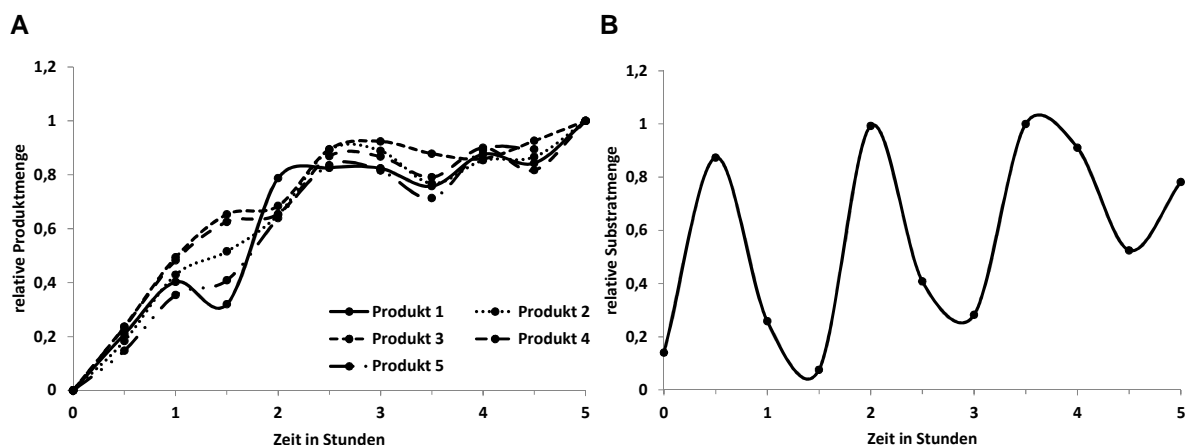 A
relative Produktmenge
1,2
1
0,8
0,6
0,4
0,2
0
0 1 2 3 4 5
Zeit in Stunden
Produkt 1 Produkt 2
Produkt 3 Produkt 4
Produkt 5
B
relative Substratmenge
1,2
1
0,8
0,6
0,4
0,2
0
0 1 2 3 4 5
Zeit in Stunden